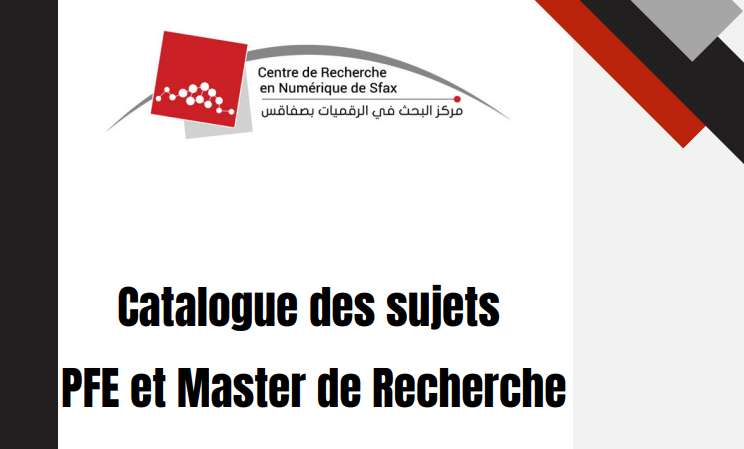 Centre de Recherche
en Numérique de Sfax
مركز البحث في الرقميات بصفاقس
Catalogue des sujets
PFE et Master de Recherche